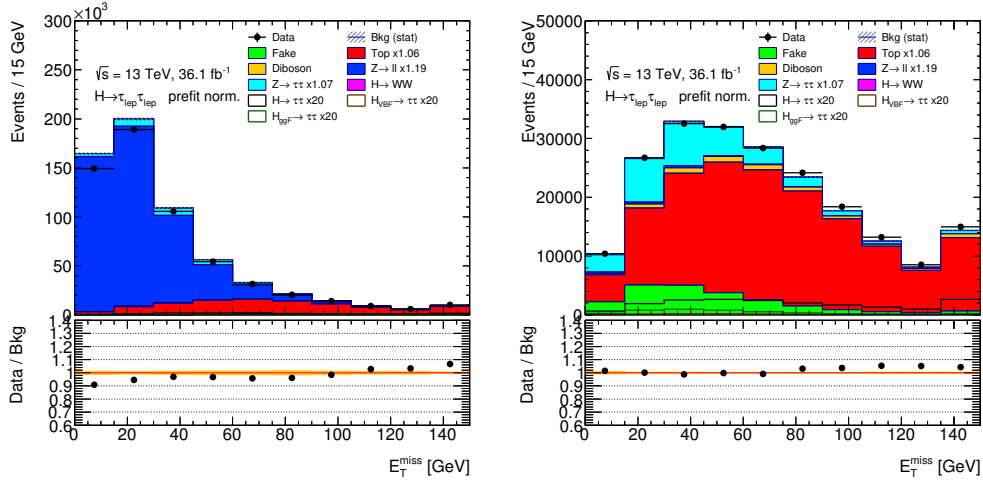 300 ×10³
250
200
150
100
50
0
Events / 15 GeV
Data
Bkg (stat)
Fake
Top x1.06
Diboson
Z→ ll x1.19
Z→ ττ x1.07
H→ WW
H→ ττ x20
H_VBF→ ττ x20
H_ggF→ ττ x20
√s = 13 TeV, 36.1 fb⁻¹
H→τ_lepτ_lep prefit norm.
1.4
1.3
1.2
1.1
1
0.9
0.8
0.7
0.6
Data / Bkg
0 20 40 60 80 100 120 140
E_T^miss [GeV]
50000
40000
30000
20000
10000
0
Events / 15 GeV
Data
Bkg (stat)
Fake
Top x1.06
Diboson
Z→ ll x1.19
Z→ ττ x1.07
H→ WW
H→ ττ x20
H_VBF→ ττ x20
H_ggF→ ττ x20
√s = 13 TeV, 36.1 fb⁻¹
H→τ_lepτ_lep prefit norm.
1.4
1.3
1.2
1.1
1
0.9
0.8
0.7
0.6
Data / Bkg
0 20 40 60 80 100 120 140
E_T^miss [GeV]